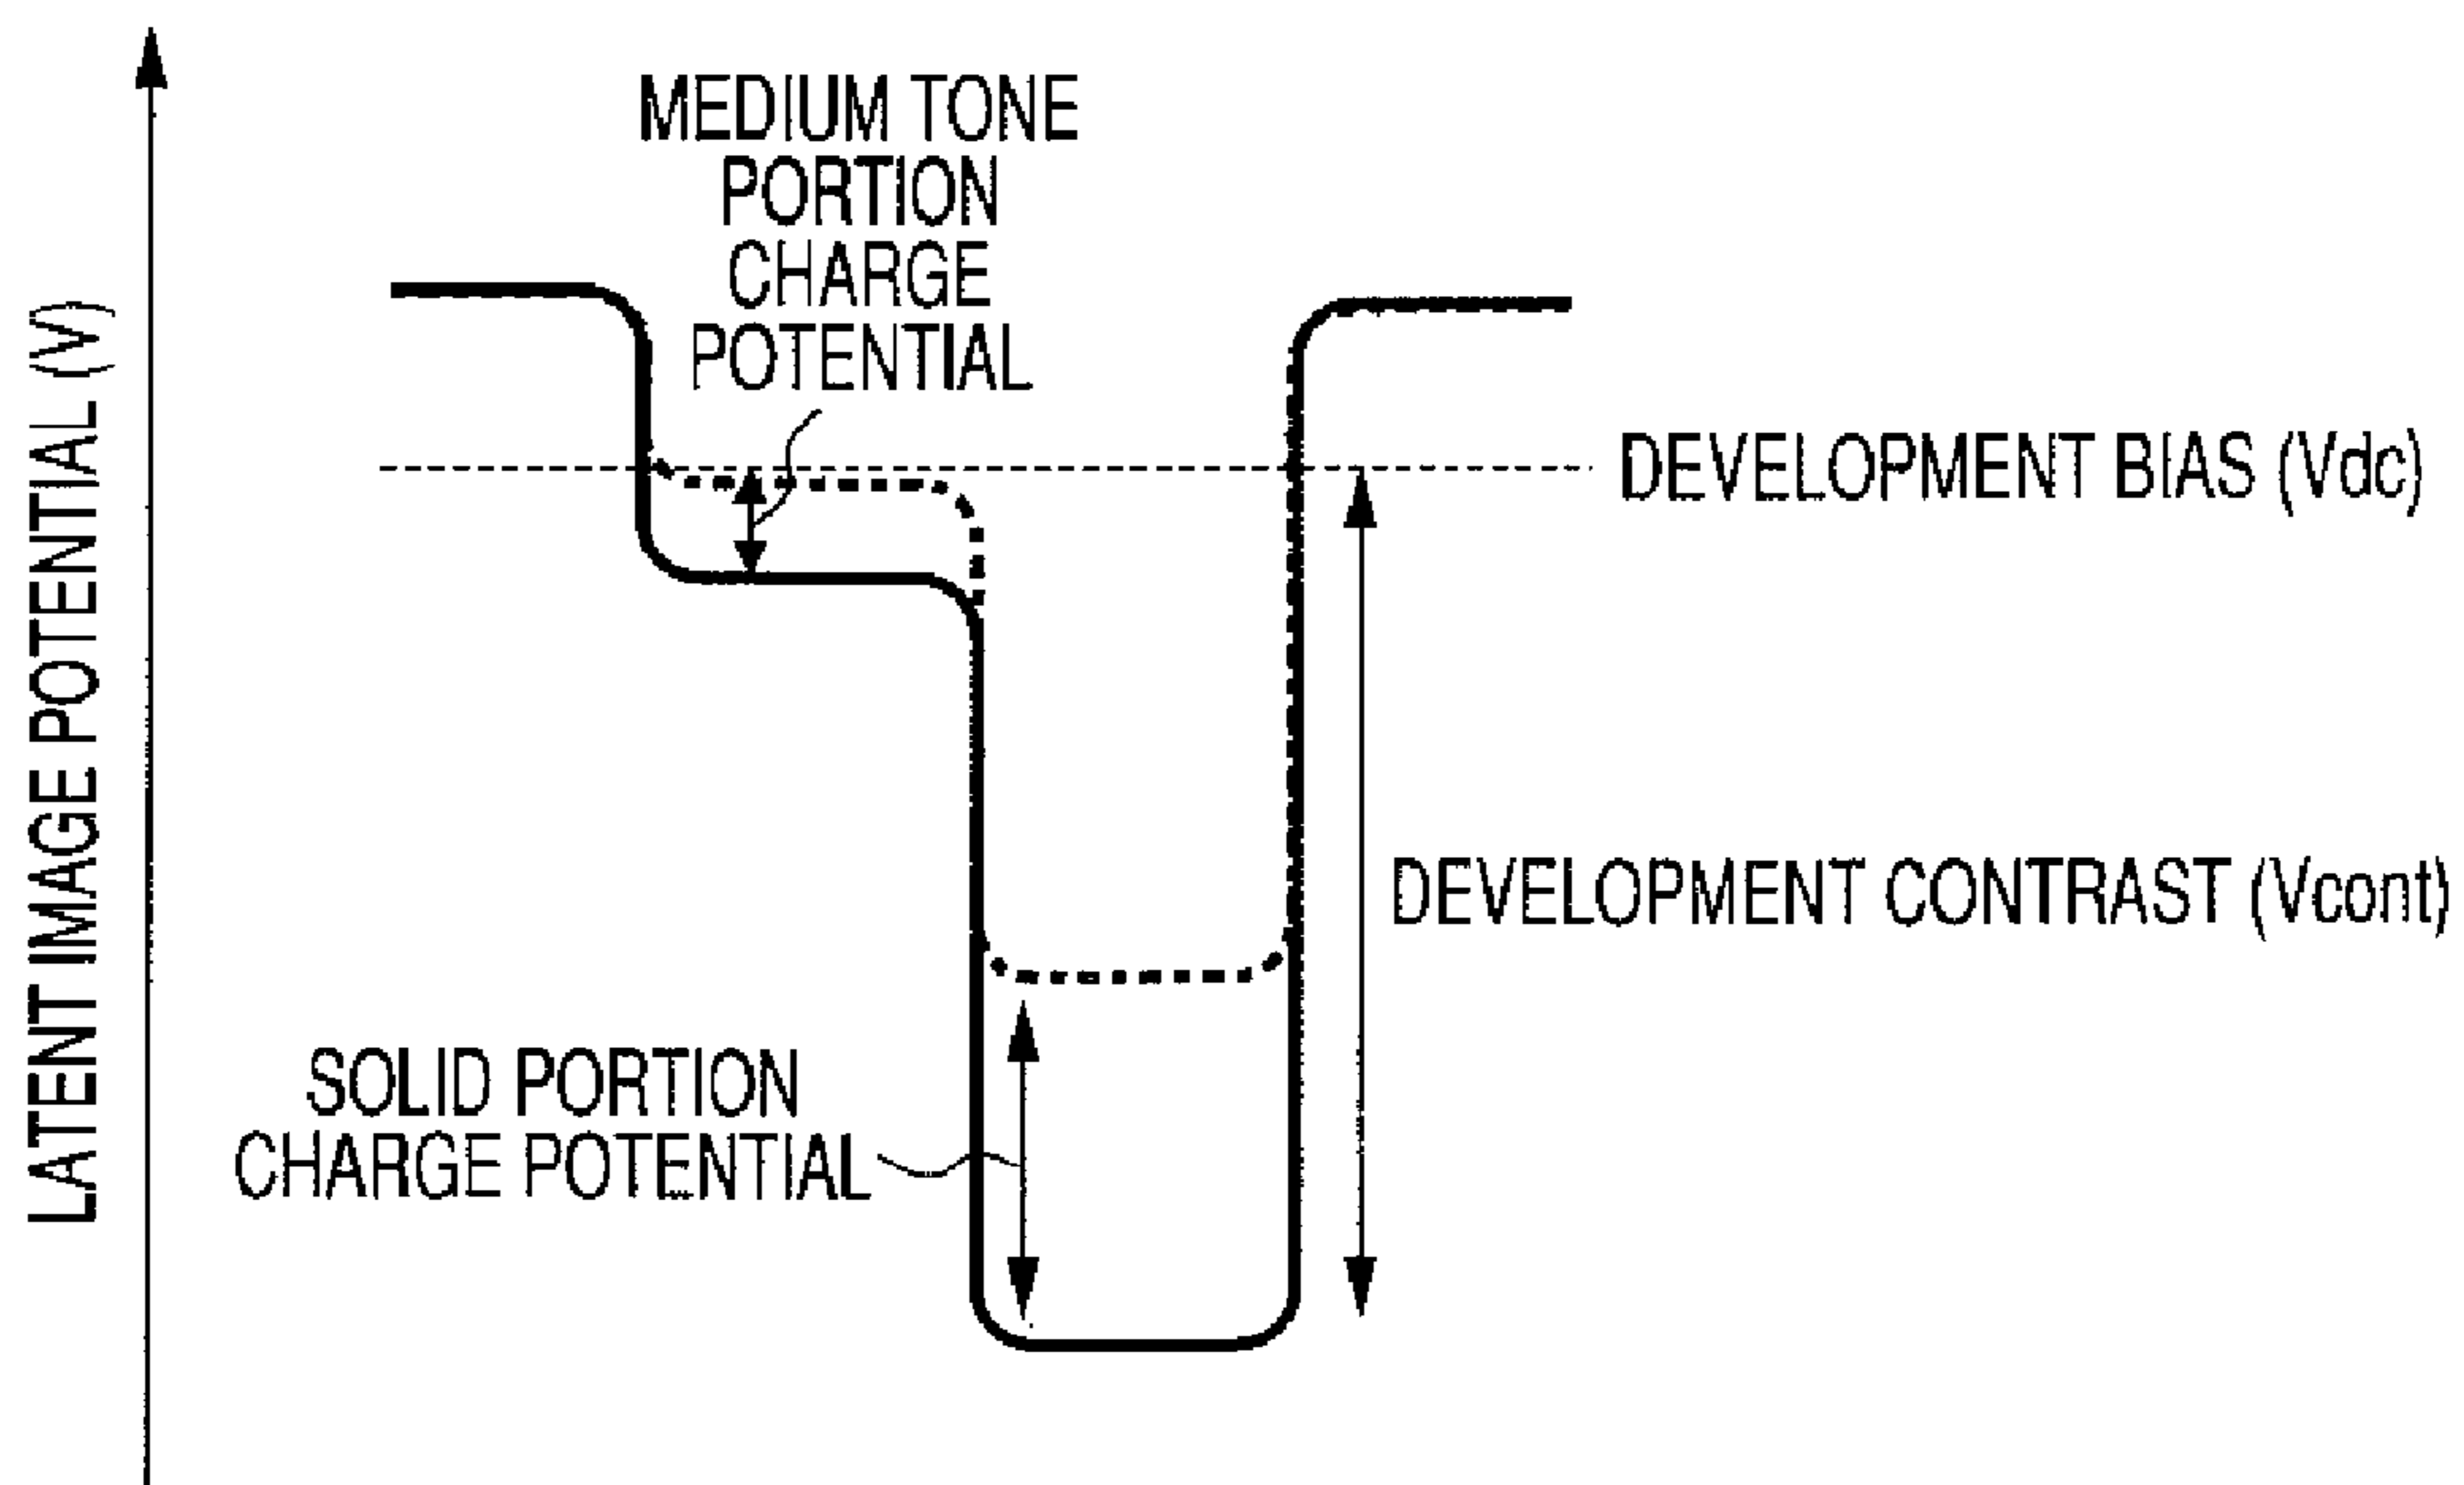 LATENT IMAGE POTENTIAL (V)
MEDIUM TONE
PORTION
CHARGE
POTENTIAL
DEVELOPMENT BIAS (Vdc)
DEVELOPMENT CONTRAST (Vcont)
SOLID PORTION
CHARGE POTENTIAL